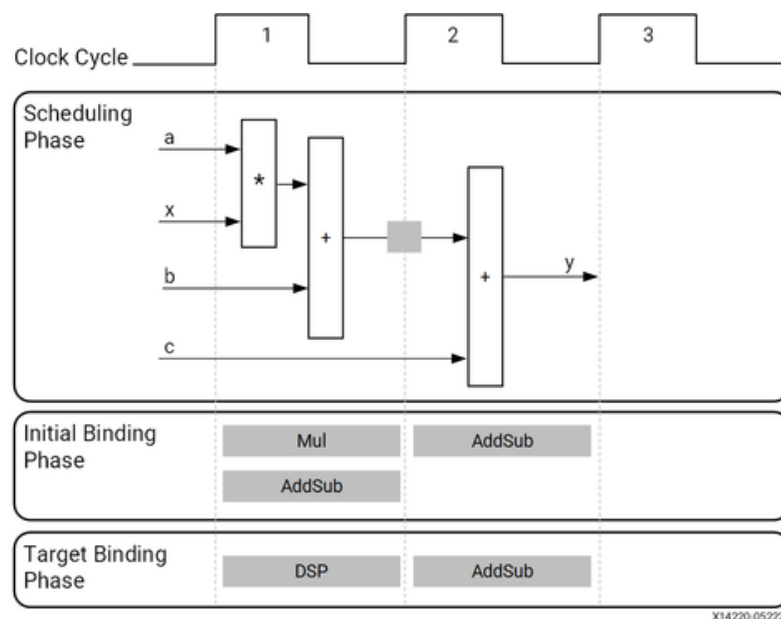 1
2
3
Clock Cycle
Scheduling
Phase
a
*
x
+
b
+
y
c
Initial Binding
Phase
Mul
AddSub
AddSub
Target Binding
Phase
DSP
AddSub